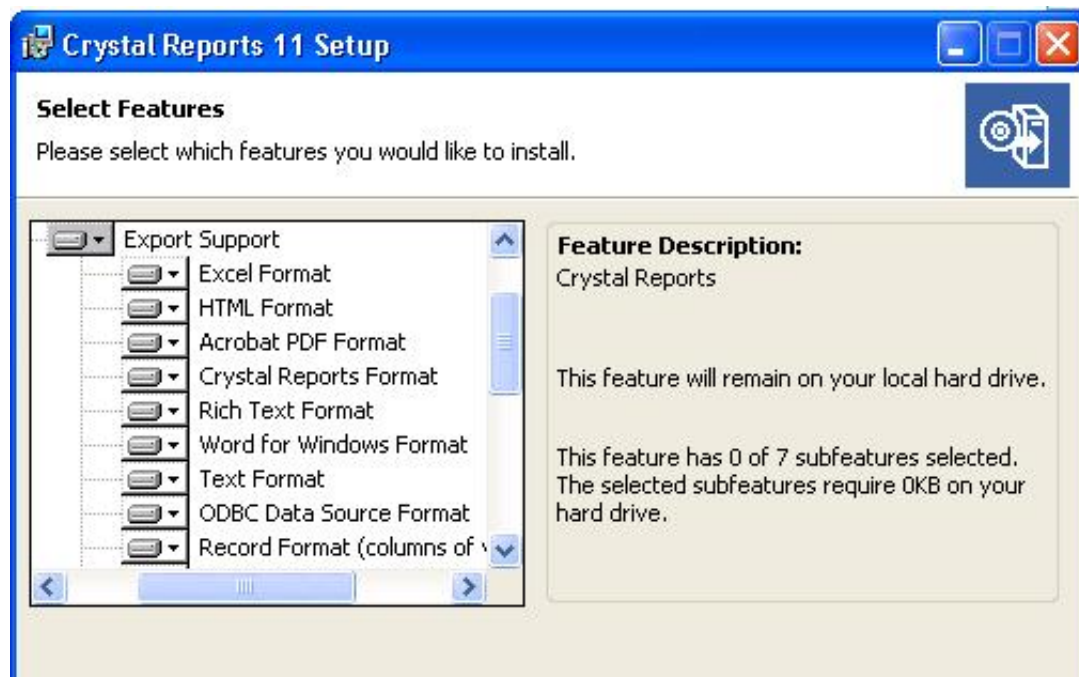 Crystal Reports 11 Setup
Select Features
Please select which features you would like to install.
Export Support
Excel Format
HTML Format
Acrobat PDF Format
Crystal Reports Format
Rich Text Format
Word for Windows Format
Text Format
ODBC Data Source Format
Record Format (columns of
Feature Description:
Crystal Reports
This feature will remain on your local hard drive.
This feature has 0 of 7 subfeatures selected.
The selected subfeatures require 0KB on your
hard drive.